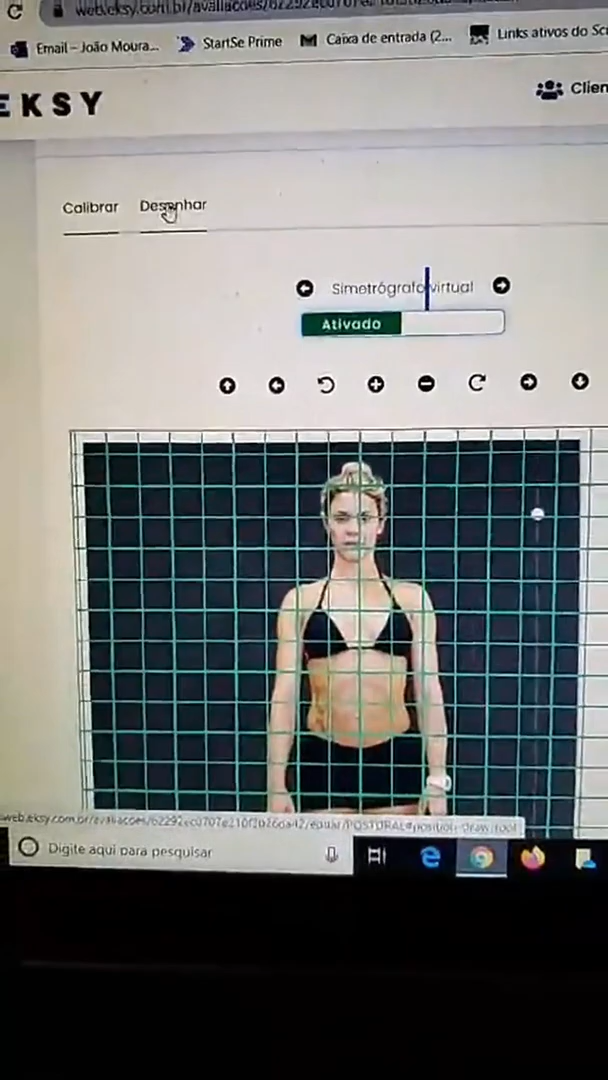 Email – João Moura...
StartSe Prime
Caixa de entrada (2...
Links ativos do
EKSY
Clien
Calibrar
Desenhar
Simetrógrafo virtual
Ativado
Digite aqui para pesquisar